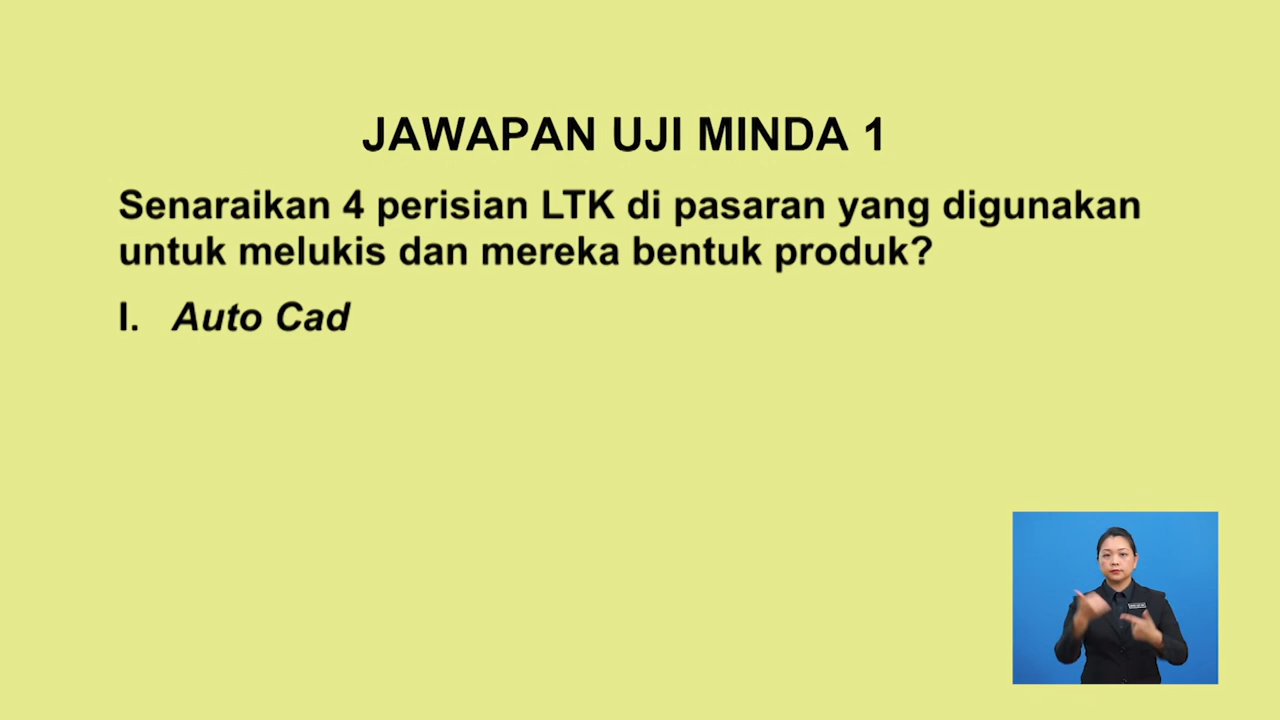 JAWAPAN UJI MINDA 1
Senaraikan 4 perisian LTK di pasaran yang digunakan
untuk melukis dan mereka bentuk produk?
I. Auto Cad